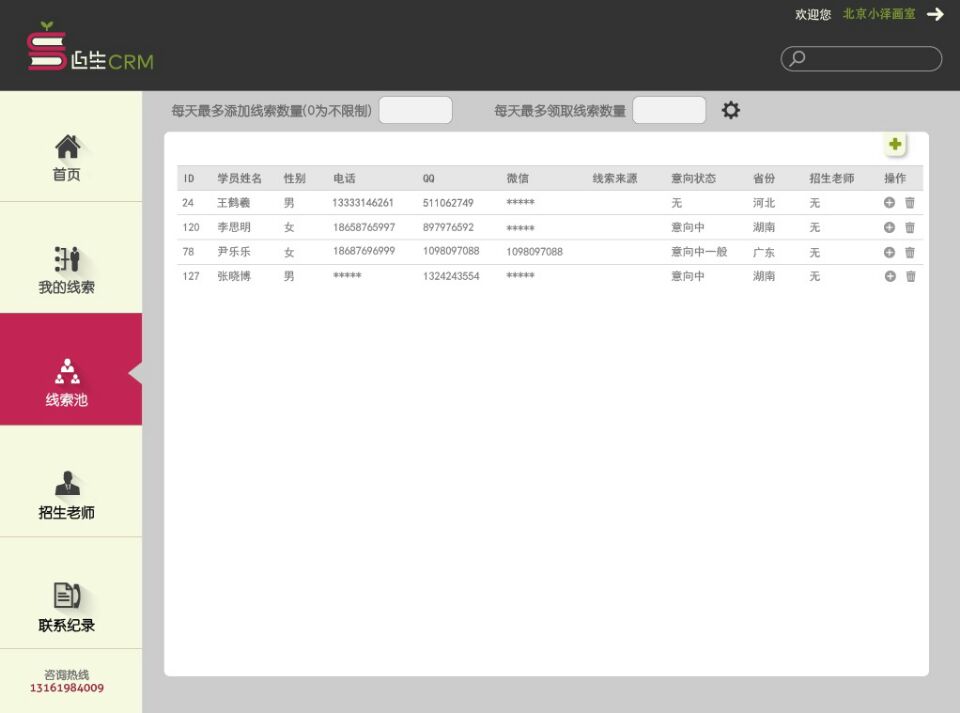 欢迎您 北京小泽画室
CRM
每天最多添加线索数量(0为不限制) 每天最多领取线索数量
首页
我的线索
线索池
招生老师
联系纪录
咨询热线
13161984009
ID 学员姓名 性别 电话 QQ 微信 线索来源 意向状态 省份 招生老师 操作
24 王鹤羲 男 13333146261 511062749 ***** 无 河北 无
120 李思明 女 18658765997 897976592 ***** 意向中 湖南 无
78 尹乐乐 女 18687696999 1098097088 1098097088 意向中一般 广东 无
127 张晓博 男 ***** 1324243554 ***** 意向中 湖南 无